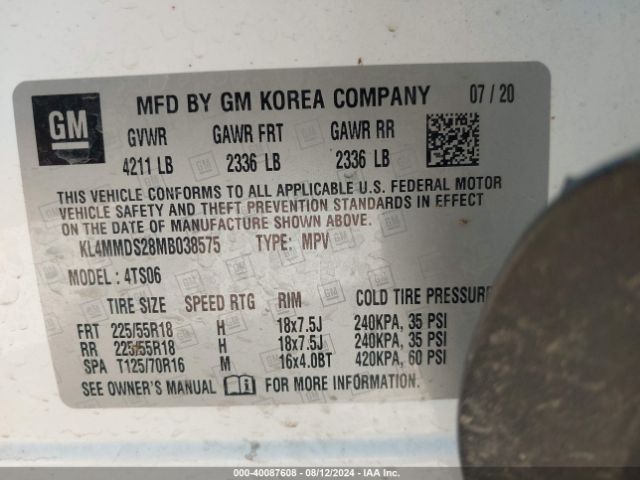 GM
MFD BY GM KOREA COMPANY 07 / 20
GVWR GAWR FRT GAWR RR
4211 LB 2336 LB 2336 LB
THIS VEHICLE CONFORMS TO ALL APPLICABLE U.S. FEDERAL MOTOR
VEHICLE SAFETY AND THEFT PREVENTION STANDARDS IN EFFECT
ON THE DATE OF MANUFACTURE SHOWN ABOVE.
KL4MMDS28MB038575 TYPE: MPV
MODEL : 4TS06
TIRE SIZE SPEED RTG RIM COLD TIRE PRESSURE
FRT 225/55R18 H 18x7.5J 240KPA, 35 PSI
RR 225/55R18 H 18x7.5J 240KPA, 35 PSI
SPA T125/70R16 M 16x4.0BT 420KPA, 60 PSI
SEE OWNER'S MANUAL FOR MORE INFORMATION.
000-40087608 - 08/12/2024 - IAA Inc.